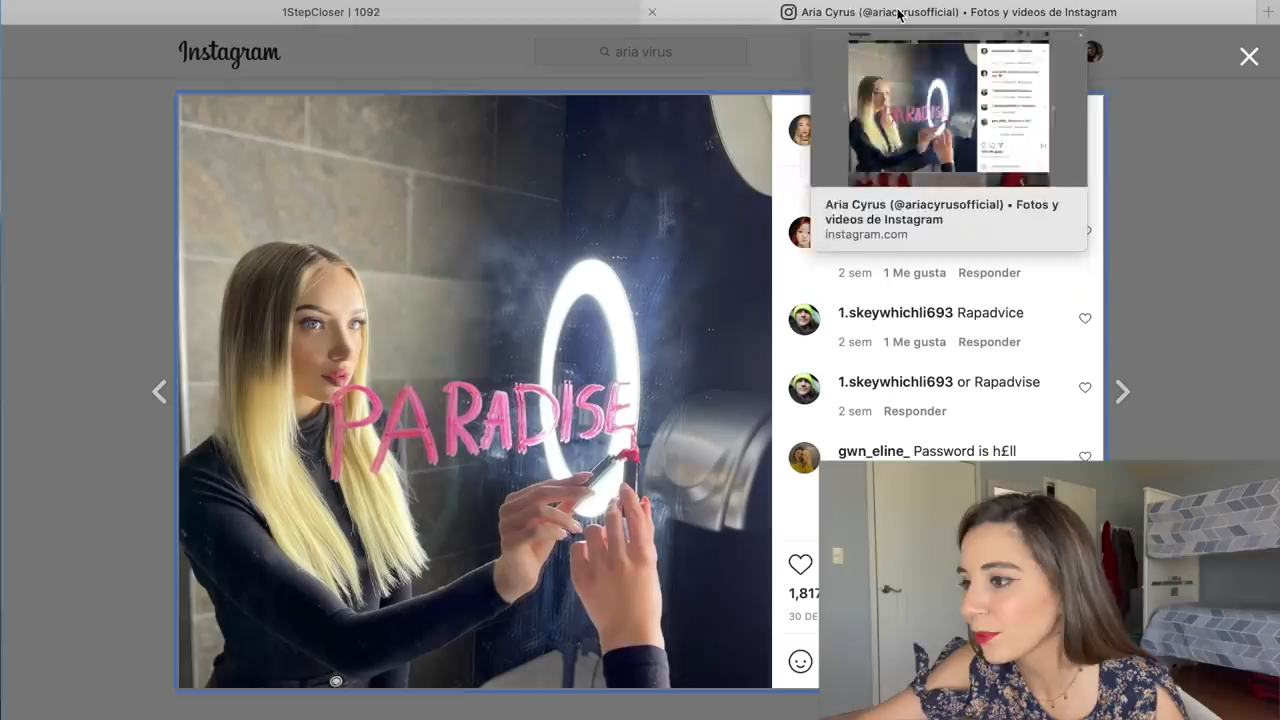 1StepCloser | 1092
Aria Cyrus (@ariacyrusofficial) • Fotos y videos de Instagram
Instagram
aria virus
PARADISE
Aria Cyrus (@ariacyrusofficial) • Fotos y
videos de Instagram
instagram.com
2 sem 1 Me gusta Responder
1.skeywhichli693 Rapadvice
2 sem 1 Me gusta Responder
1.skeywhichli693 or Rapadvise
2 sem Responder
gwn_eline_ Password is h£ll
1,817
30 DE